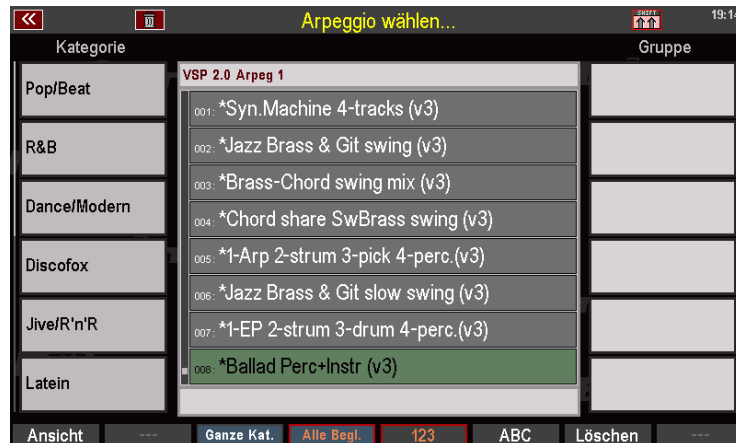 Arpeggio wählen...
SHIFT
19:14
Kategorie
Gruppe
Pop/Beat
R&B
Dance/Modern
Discofox
Jive/R'n'R
Latein
VSP 2.0 Arpeg 1
001: *Syn.Machine 4-tracks (v3)
002: *Jazz Brass & Git swing (v3)
003: *Brass-Chord swing mix (v3)
004: *Chord share SwBrass swing (v3)
005: *1-Arp 2-strum 3-pick 4-perc.(v3)
006: *Jazz Brass & Git slow swing (v3)
007: *1-EP 2-strum 3-drum 4-perc.(v3)
008: *Ballad Perc+Instr (v3)
Ansicht
---
Ganze Kat.
Alle Begl.
123
ABC
Löschen
---